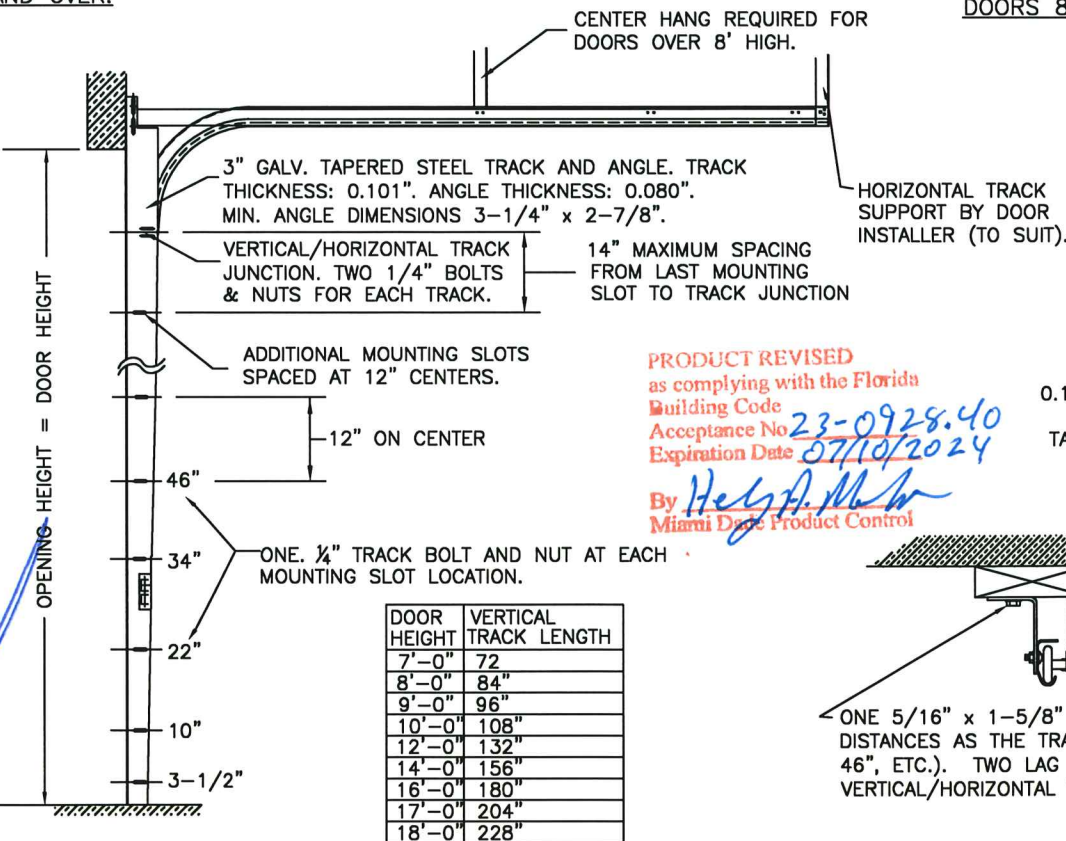 AND OVER.
DOORS 8
CENTER HANG REQUIRED FOR
DOORS OVER 8' HIGH.
3" GALV. TAPERED STEEL TRACK AND ANGLE. TRACK
THICKNESS: 0.101". ANGLE THICKNESS: 0.080".
MIN. ANGLE DIMENSIONS 3-1/4" x 2-7/8".
HORIZONTAL TRACK
SUPPORT BY DOOR
INSTALLER (TO SUIT).
VERTICAL/HORIZONTAL TRACK
JUNCTION. TWO 1/4" BOLTS
& NUTS FOR EACH TRACK.
14" MAXIMUM SPACING
FROM LAST MOUNTING
SLOT TO TRACK JUNCTION
OPENING HEIGHT = DOOR HEIGHT
ADDITIONAL MOUNTING SLOTS
SPACED AT 12" CENTERS.
12" ON CENTER
PRODUCT REVISED
as complying with the Florida
Building Code
Acceptance No 23-0928.40
Expiration Date 07/10/2024
By
Miami Dade Product Control
0.1
TA
46"
34"
22"
10"
3-1/2"
ONE. ¼" TRACK BOLT AND NUT AT EACH
MOUNTING SLOT LOCATION.
DOOR HEIGHT VERTICAL TRACK LENGTH
7'-0" 72
8'-0" 84"
9'-0" 96"
10'-0" 108"
12'-0" 132"
14'-0" 156"
16'-0" 180"
17'-0" 204"
18'-0" 228"
ONE 5/16" x 1-5/8"
DISTANCES AS THE TRA
46", ETC.). TWO LAG
VERTICAL/HORIZONTAL